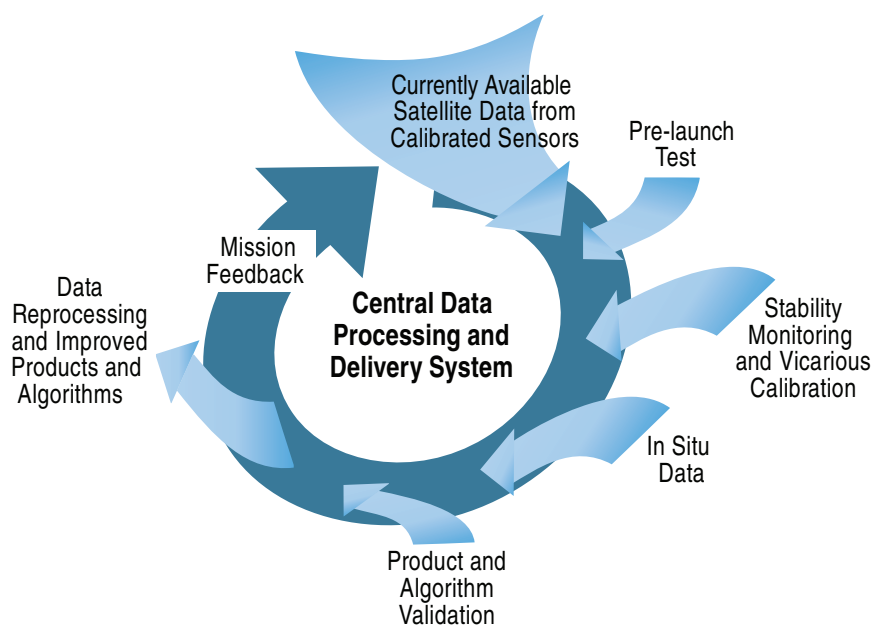 Currently Available
Satellite Data from
Calibrated Sensors
Pre-launch
Test
Stability
Monitoring
and Vicarious
Calibration
In Situ
Data
Product and
Algorithm
Validation
Data
Reprocessing
and Improved
Products and
Algorithms
Mission
Feedback
Central Data
Processing and
Delivery System